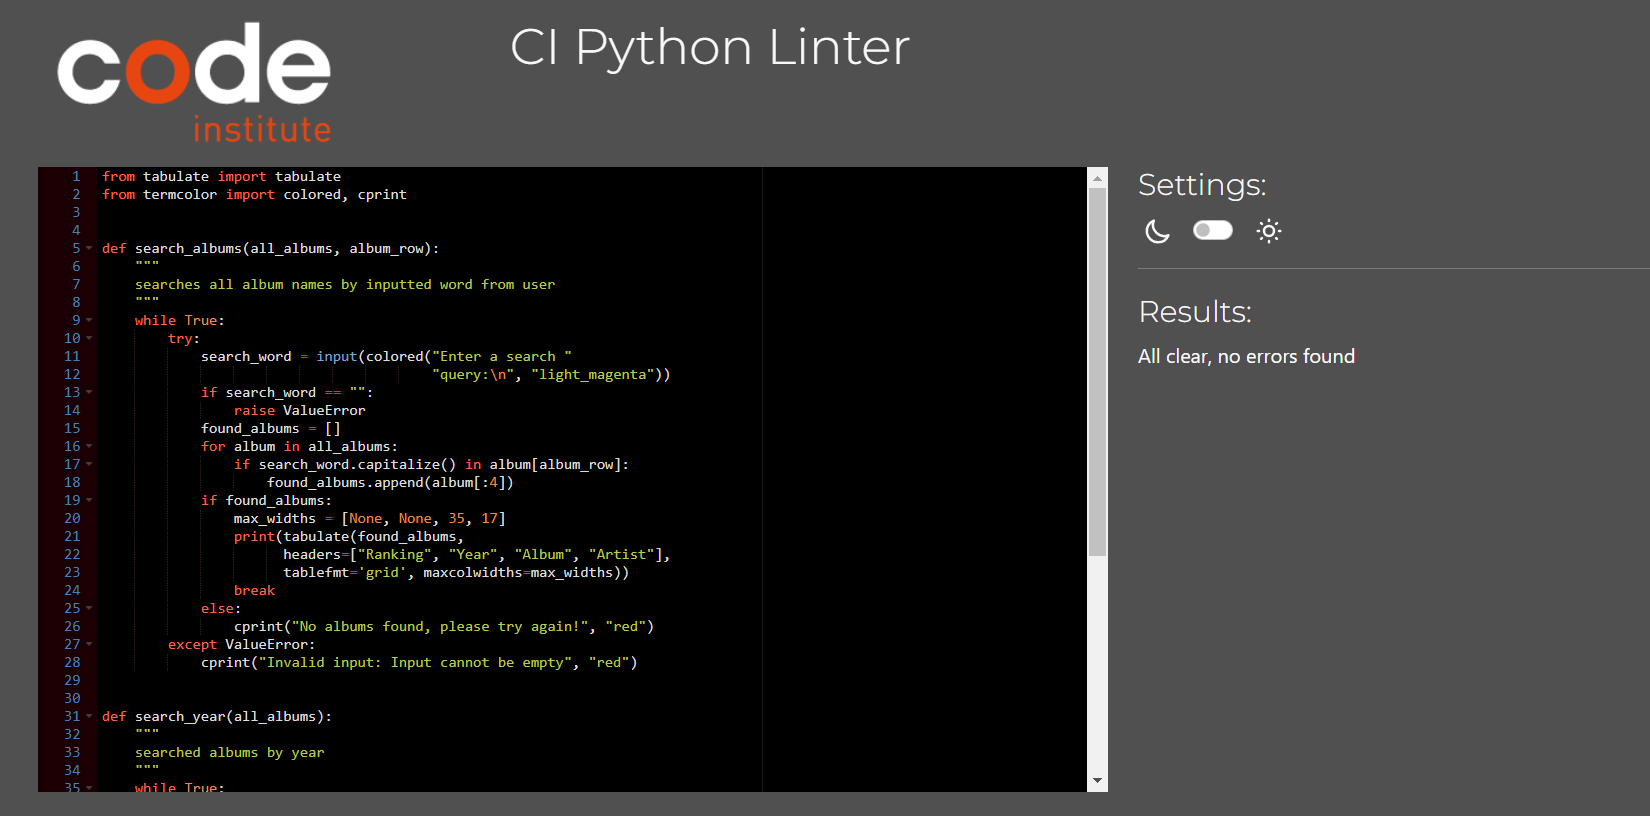 code
institute
CI Python Linter
1 from tabulate import tabulate
2 from termcolor import colored, cprint
3
4
5 def search_albums(all_albums, album_row):
6     """
7     searches all album names by inputted word from user
8     """
9     while True:
10         try:
11             search_word = input(colored("Enter a search "
12                                         "query:\n", "light_magenta"))
13             if search_word == "":
14                 raise ValueError
15             found_albums = []
16             for album in all_albums:
17                 if search_word.capitalize() in album[album_row]:
18                     found_albums.append(album[:4])
19             if found_albums:
20                 max_widths = [None, None, 35, 17]
21                 print(tabulate(found_albums,
22                       headers=["Ranking", "Year", "Album", "Artist"],
23                       tablefmt='grid', maxcolwidths=max_widths))
24                 break
25             else:
26                 cprint("No albums found, please try again!", "red")
27         except ValueError:
28             cprint("Invalid input: Input cannot be empty", "red")
29
30
31 def search_year(all_albums):
32     """
33     searched albums by year
34     """
35     while True:
Settings:
Results:
All clear, no errors found